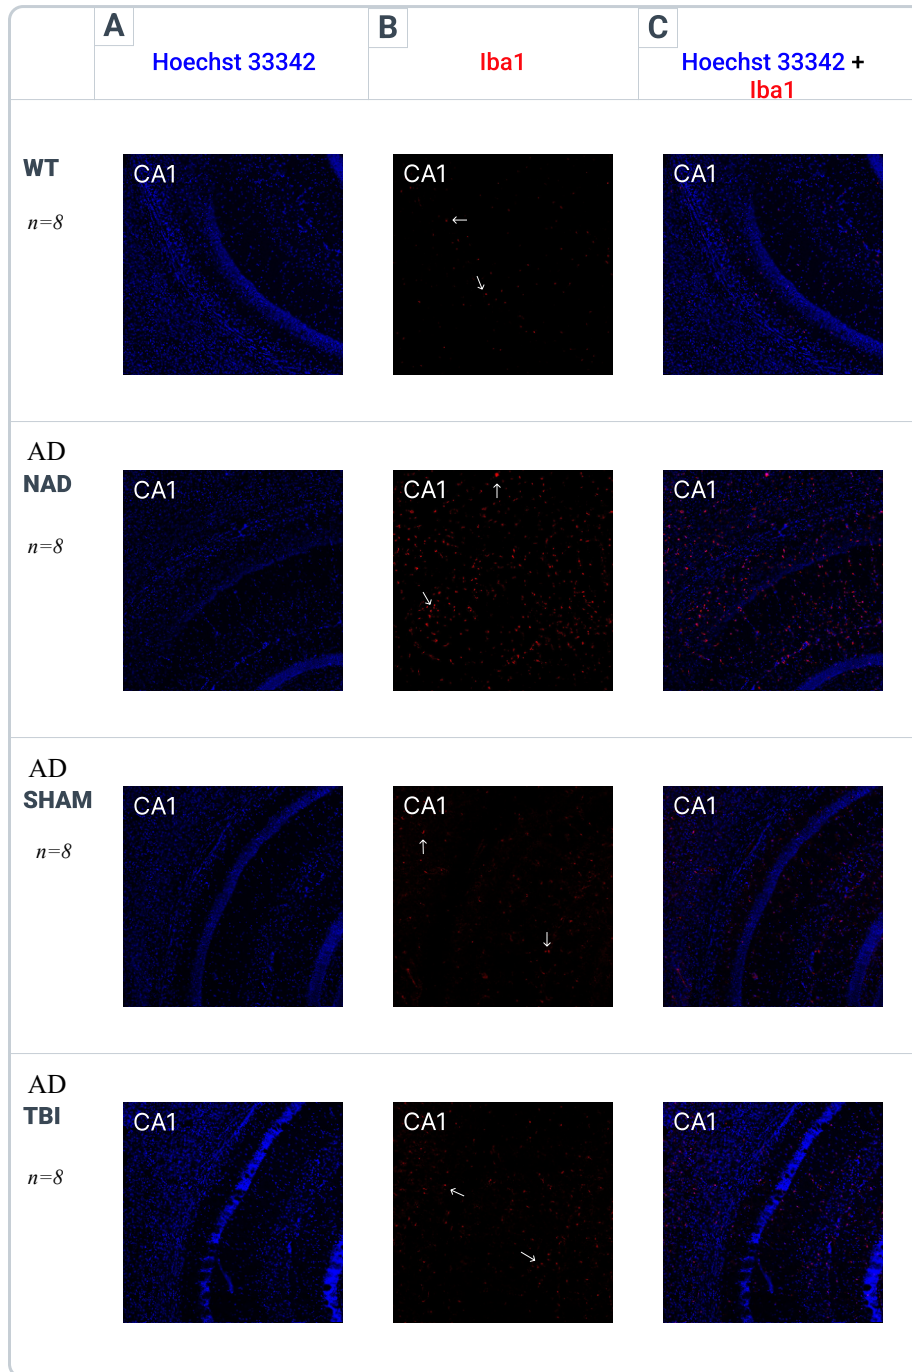 A
B
C
Hoechst 33342
Iba1
Hoechst 33342 +
Iba1
WT
n=8
CA1
CA1
CA1
AD
NAD
n=8
CA1
CA1
CA1
AD
SHAM
n=8
CA1
CA1
CA1
AD
TBI
n=8
CA1
CA1
CA1